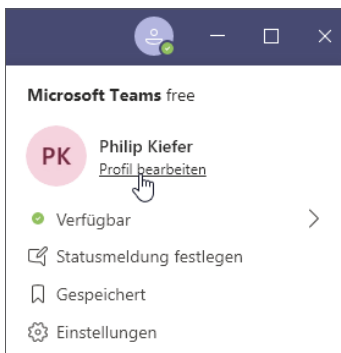 Microsoft Teams free
PK
Philip Kiefer
Profil bearbeiten
Verfügbar
Statusmeldung festlegen
Gespeichert
Einstellungen